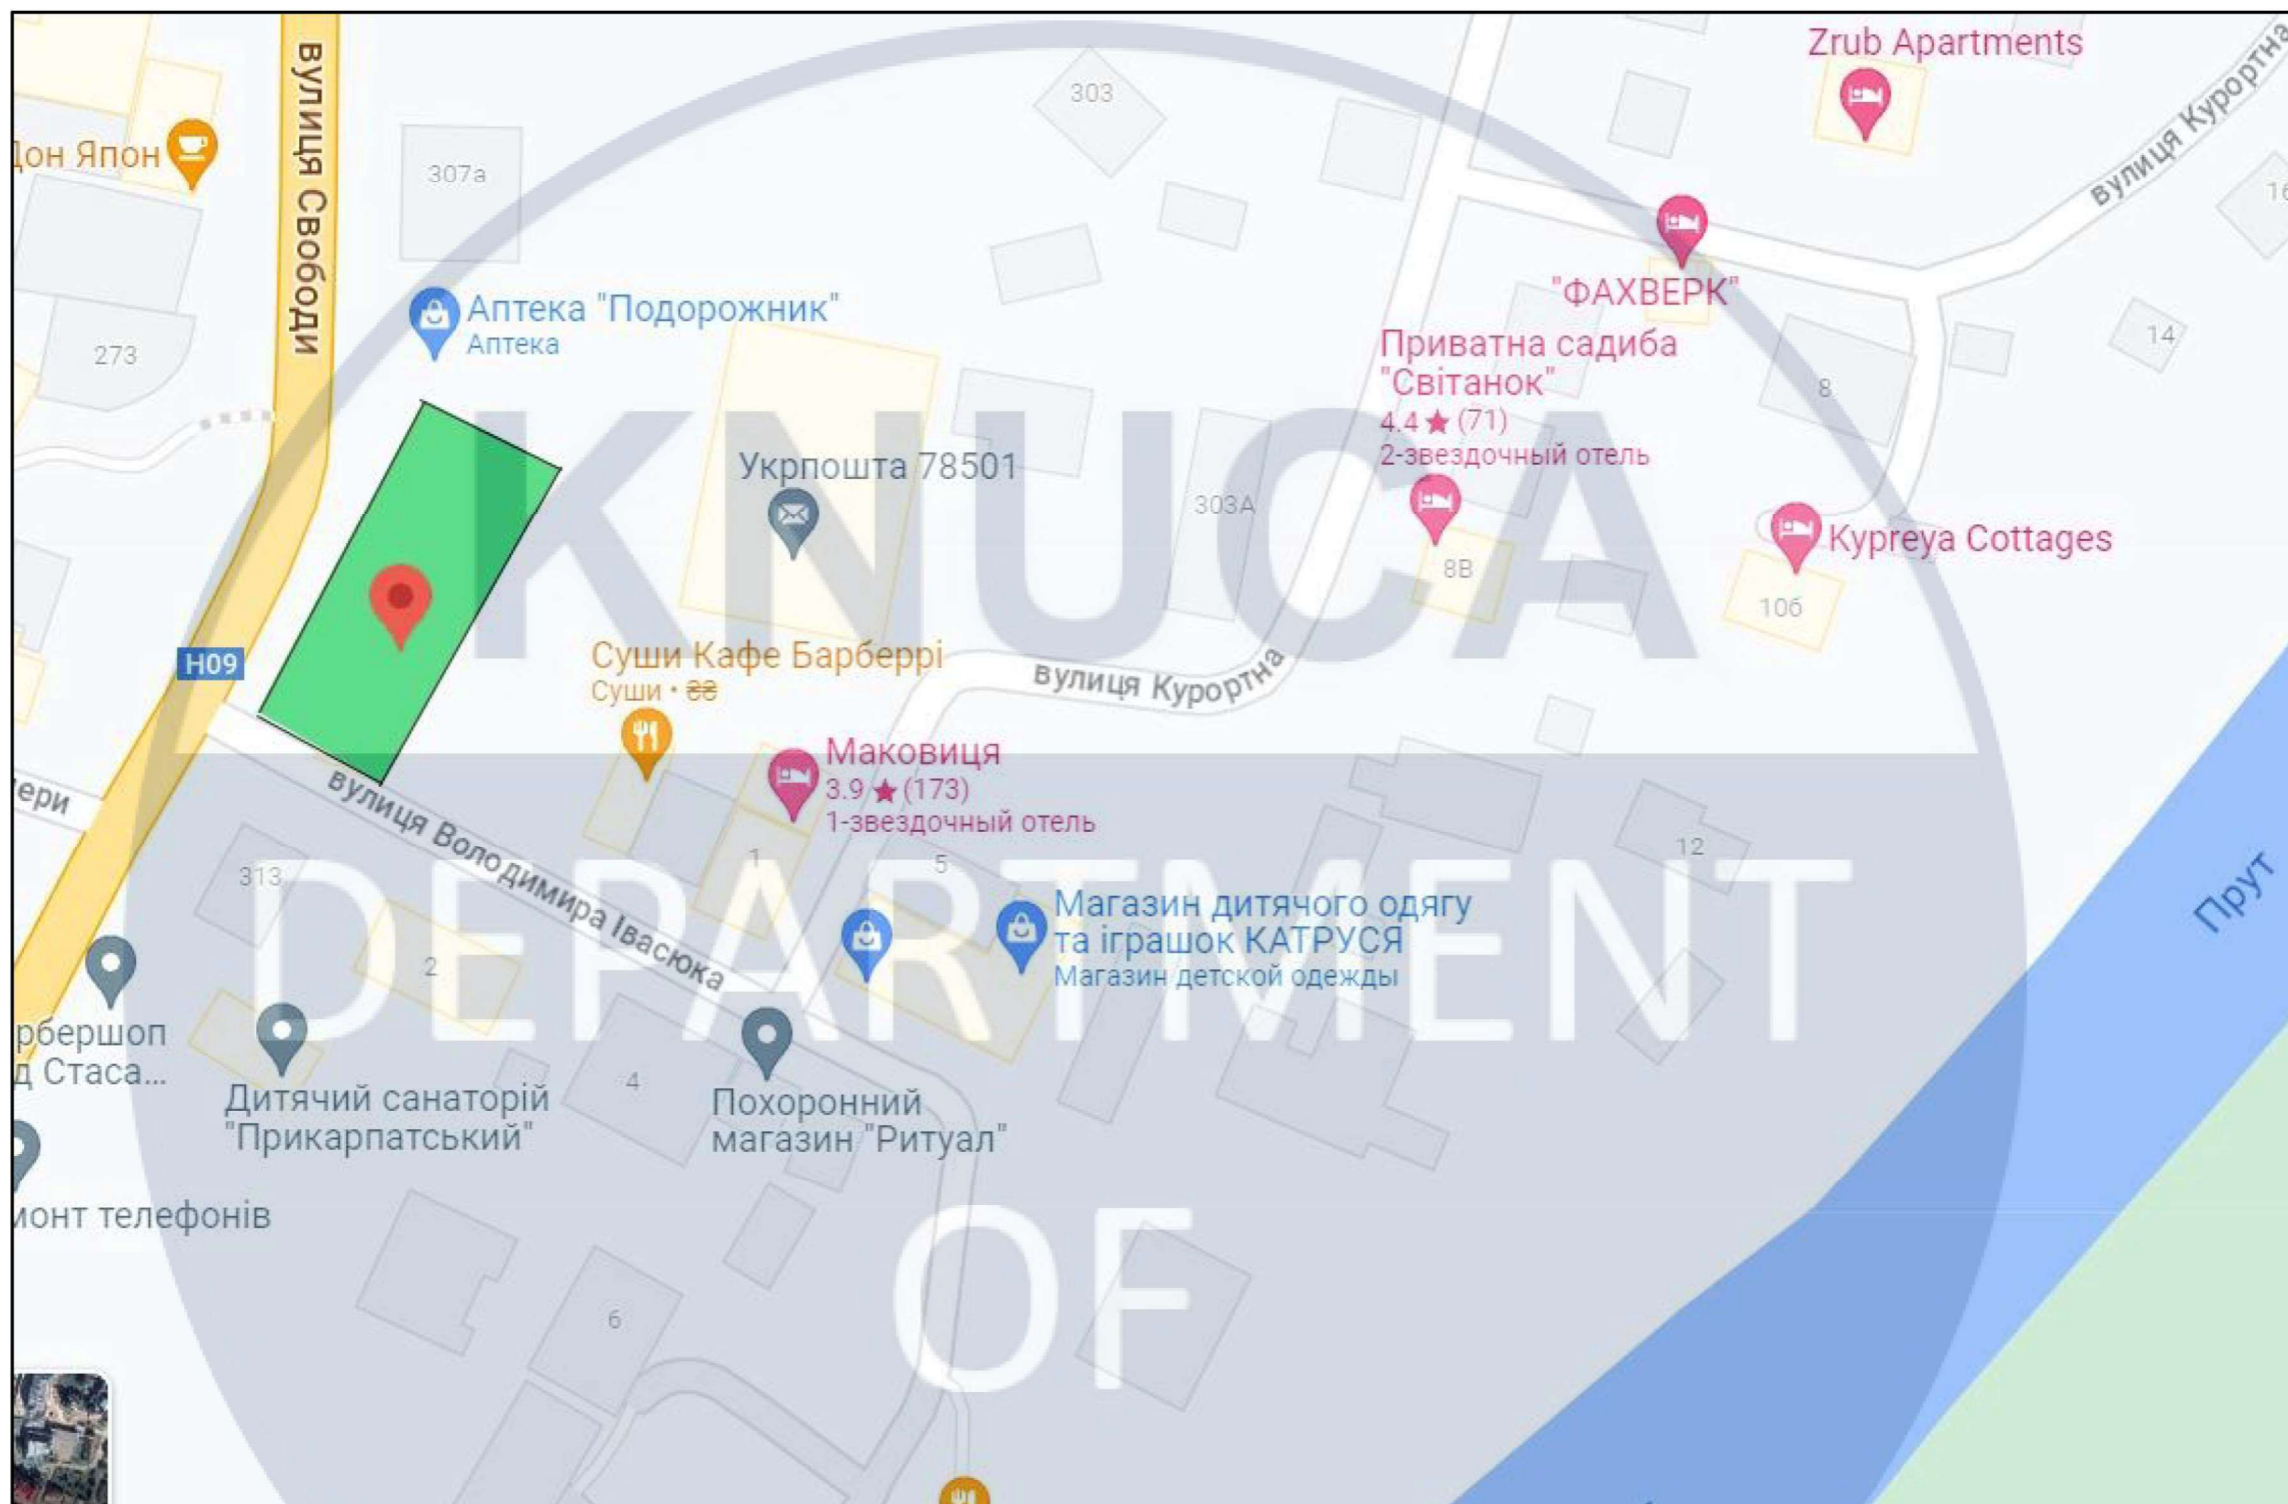 Zrub Apartments
вулиця Свободи
303
вулиця Курортна
Дон Япон
307а
"ФАХВЕРК"
Аптека "Подорожник"
Аптека
273
14
Приватна садиба
"Світанок"
4.4 ★ (71)
2-звездочный отель
8
KNUCA
Укрпошта 78501
303А
Kypreya Cottages
8В
10б
Н09
Суши Кафе Барберрі
Суши • ₴₴
вулиця Курортна
Маковиця
3.9 ★ (173)
1-звездочный отель
ери
вулиця Володимира Івасюка
12
1
5
313
DEPARTMENT
Магазин дитячого одягу
та іграшок КАТРУСЯ
Магазин детской одежды
Прут
2
рбершоп
д Стаса...
4
Дитячий санаторій
"Прикарпатський"
Похоронний
магазин "Ритуал"
монт телефонів
OF
6